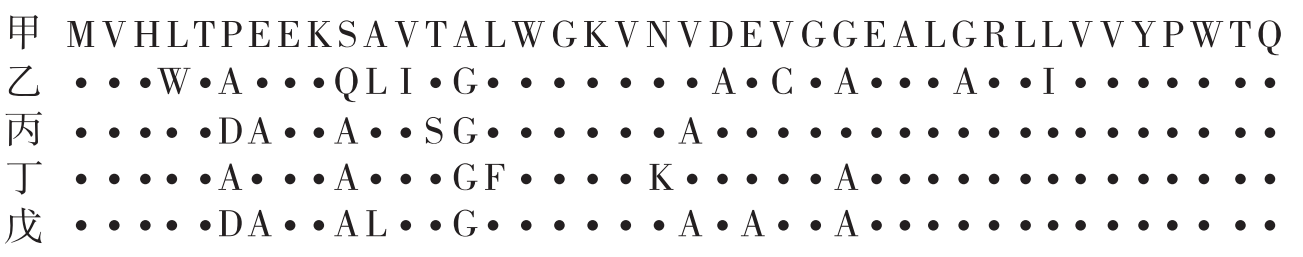 甲 MVHLTPEEKSAVTALWGKVNVDEVGGEALGRLLVVYPWTQ
乙 •••W•A•••QLI•G•••••••A•C•A•••A••I•••••••
丙 •••••DA••A••SG••••••A•••••••••••••••••••
丁 •••••A•••A•••GF••••K•••••A••••••••••••••
戊 •••••DA••AL••G••••••A•A••A••••••••••••••